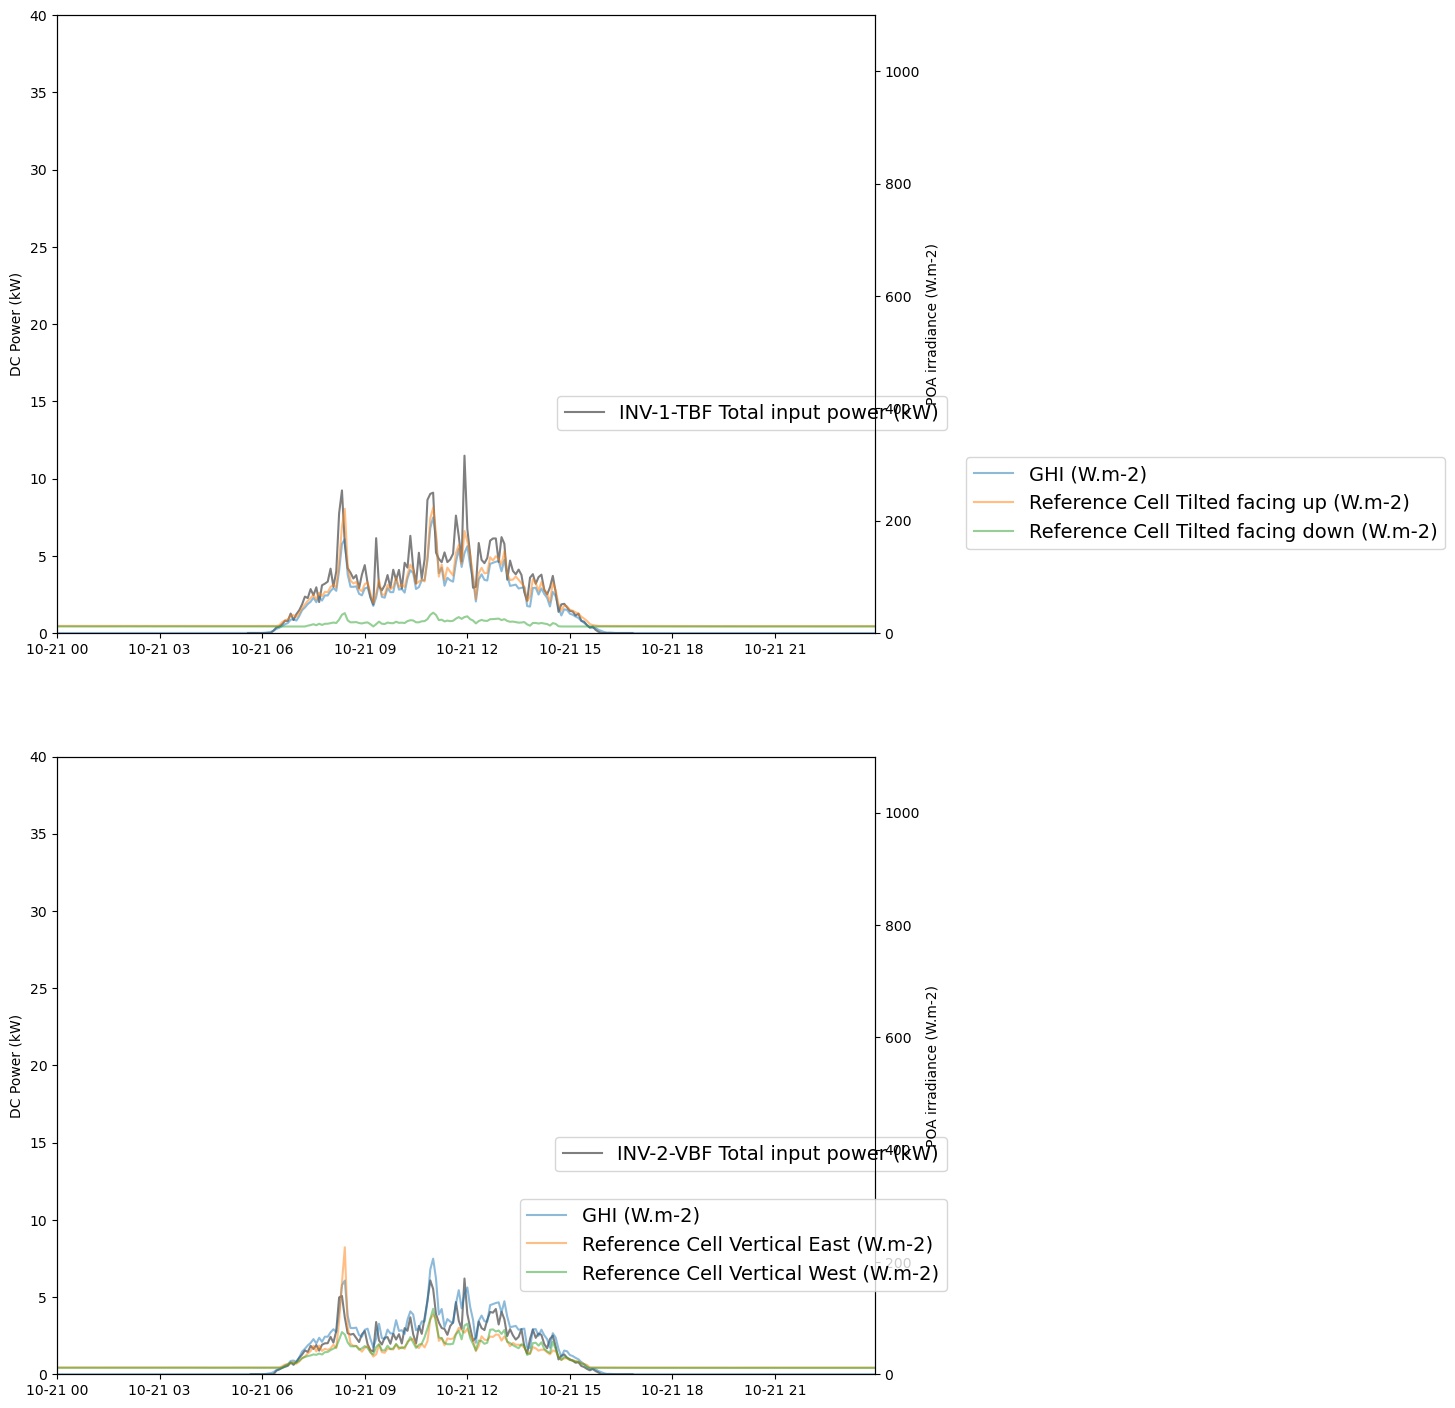 40
35
30
25
20
15
10
5
0
DC Power (kW)
1000
800
600
400
200
0
POA irradiance (W.m-2)
INV-1-TBF Total input power (kW)
GHI (W.m-2)
Reference Cell Tilted facing up (W.m-2)
Reference Cell Tilted facing down (W.m-2)
10-21 00 10-21 03 10-21 06 10-21 09 10-21 12 10-21 15 10-21 18 10-21 21
40
35
30
25
20
15
10
5
0
DC Power (kW)
1000
800
600
400
200
0
POA irradiance (W.m-2)
INV-2-VBF Total input power (kW)
GHI (W.m-2)
Reference Cell Vertical East (W.m-2)
Reference Cell Vertical West (W.m-2)
10-21 00 10-21 03 10-21 06 10-21 09 10-21 12 10-21 15 10-21 18 10-21 21